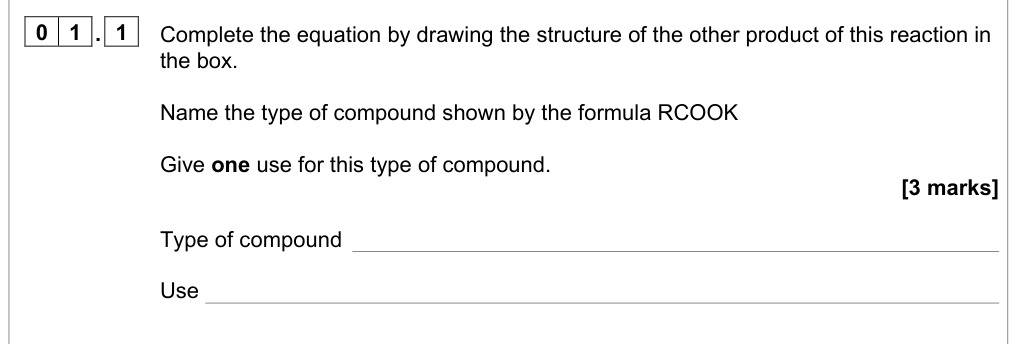 01.1 Complete the equation by drawing the structure of the other product of this reaction in
the box.
Name the type of compound shown by the formula RCOOK
Give one use for this type of compound.
[3 marks]
Type of compound
Use